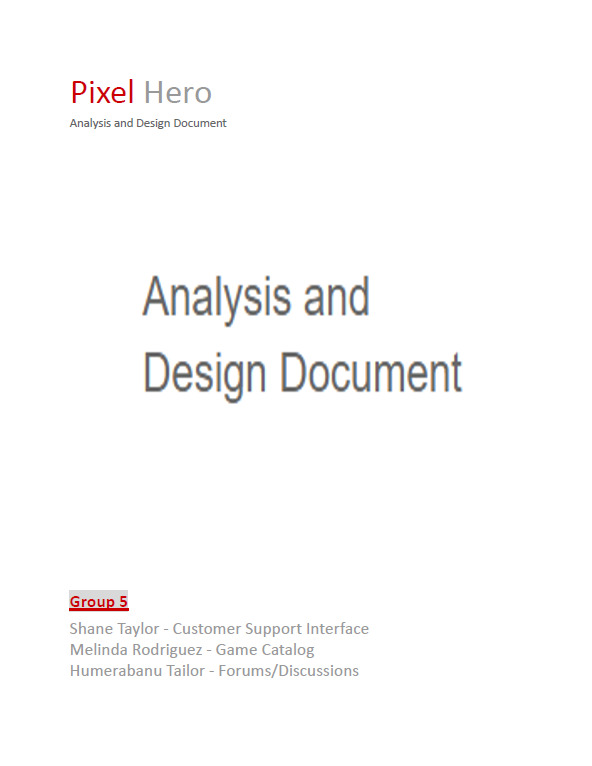 Pixel Hero
Analysis and Design Document
Analysis and
Design Document
Group 5
Shane Taylor - Customer Support Interface
Melinda Rodriguez - Game Catalog
Humerabanu Tailor - Forums/Discussions